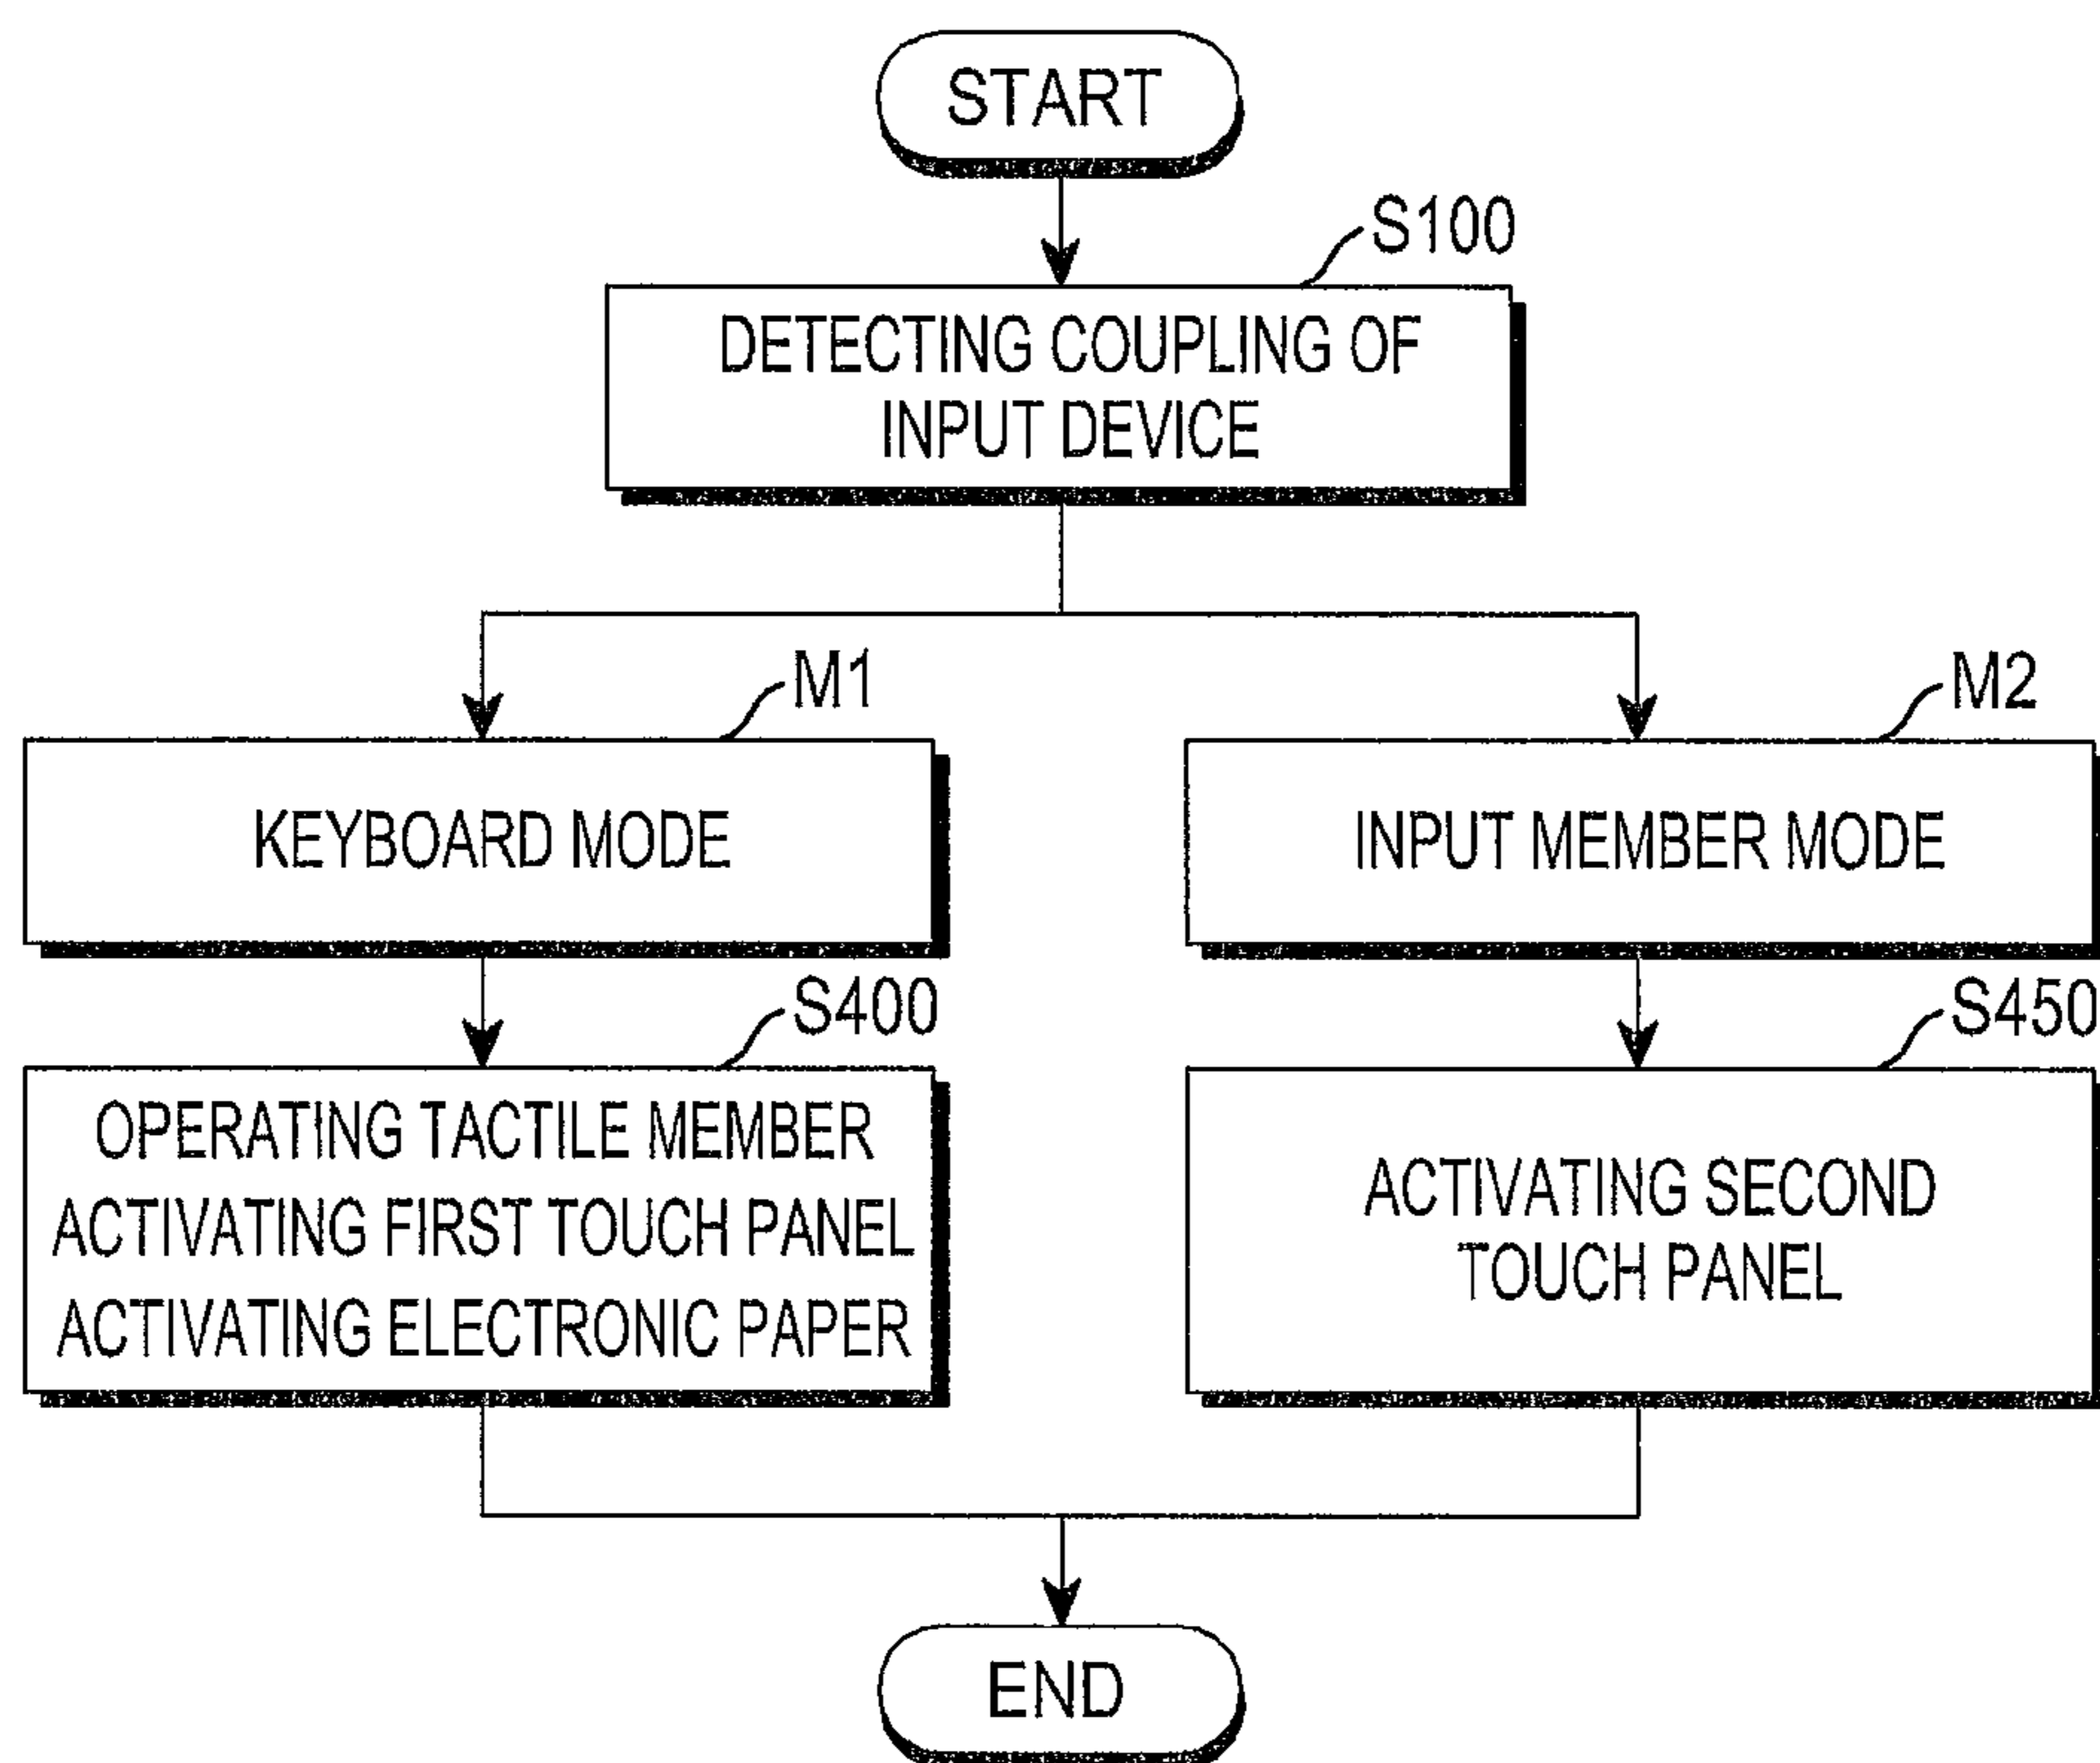 START
S100
DETECTING COUPLING OF
INPUT DEVICE
M1
M2
KEYBOARD MODE
INPUT MEMBER MODE
S400
S450
OPERATING TACTILE MEMBER
ACTIVATING FIRST TOUCH PANEL
ACTIVATING ELECTRONIC PAPER
ACTIVATING SECOND
TOUCH PANEL
END